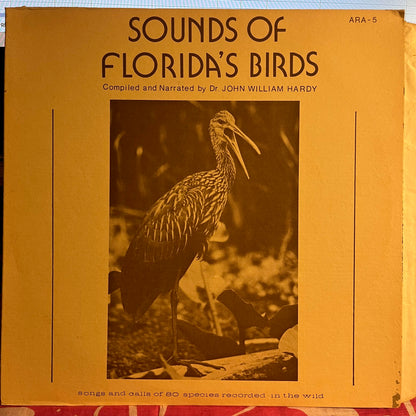 SOUNDS OF
ARA-5
FLORIDA'S BIRDS
Compiled and Narrated by Dr. JOHN WILLIAM HARDY
songs and calls of 80 species recorded in the wild